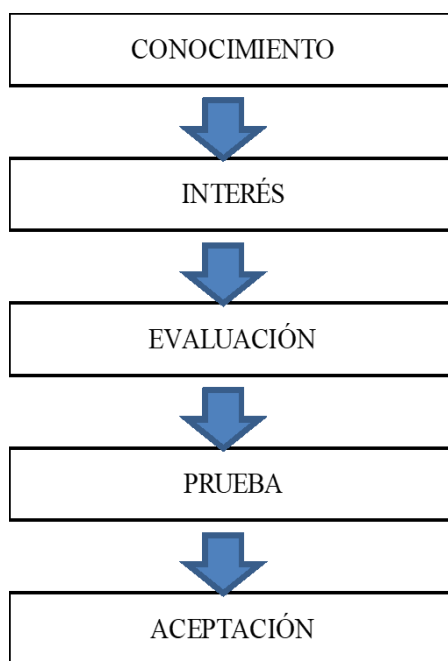 CONOCIMIENTO
INTERÉS
EVALUACIÓN
PRUEBA
ACEPTACIÓN